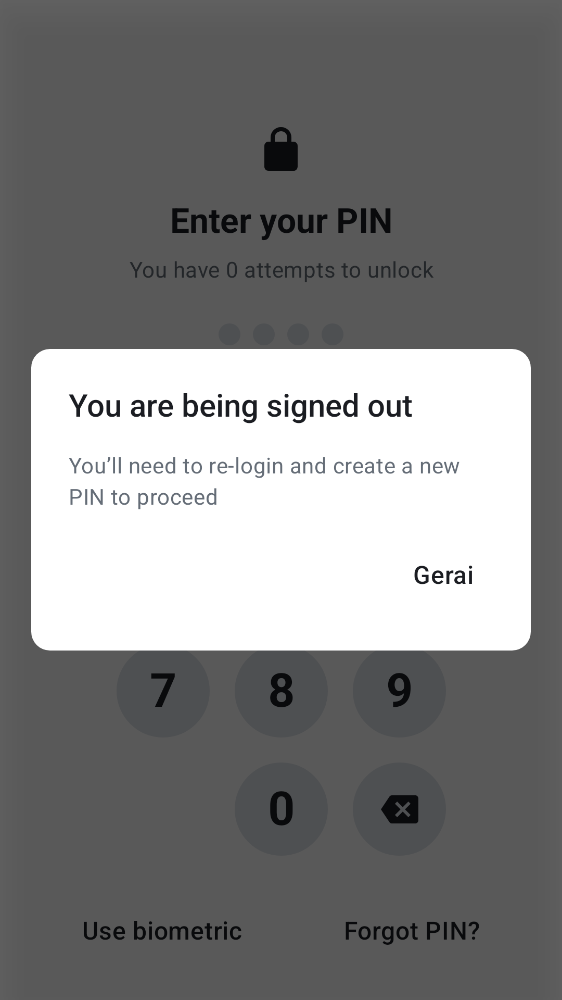 Enter your PIN
You have 0 attempts to unlock
You are being signed out
You’ll need to re-login and create a new
PIN to proceed
Gerai
7 8 9
0
Use biometric Forgot PIN?